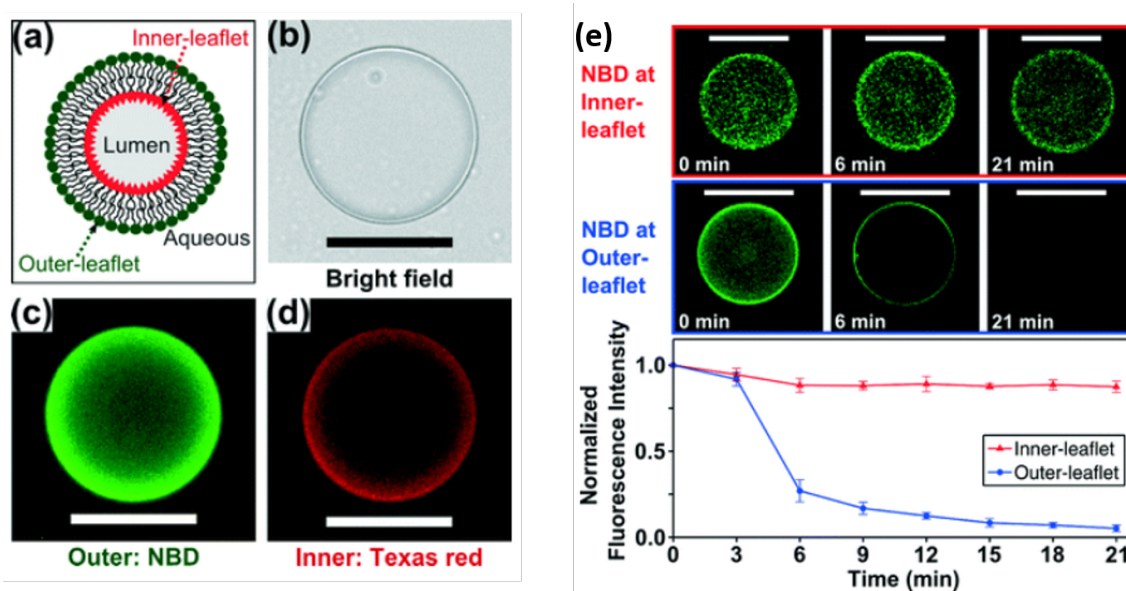 (a)
Inner-leaflet
Lumen
Aqueous
Outer-leaflet
(b)
Bright field
(c)
Outer: NBD
(d)
Inner: Texas red
(e)
NBD at
Inner-
leaflet
0 min
6 min
21 min
NBD at
Outer-
leaflet
0 min
6 min
21 min
Normalized
Fluorescence Intensity
1.0
0.5
0.0
Inner-leaflet
Outer-leaflet
0 3 6 9 12 15 18 21
Time (min)